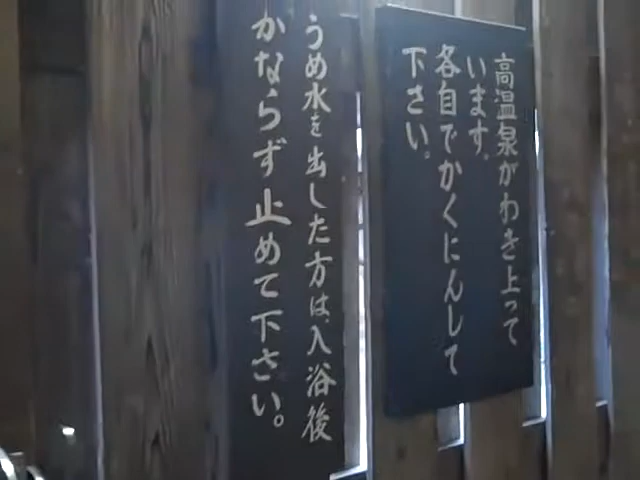 高温泉がわき上って
います。
各自でかくにんして
下さい。
うめ水を出した方は、入浴後
かならず止めて下さい。